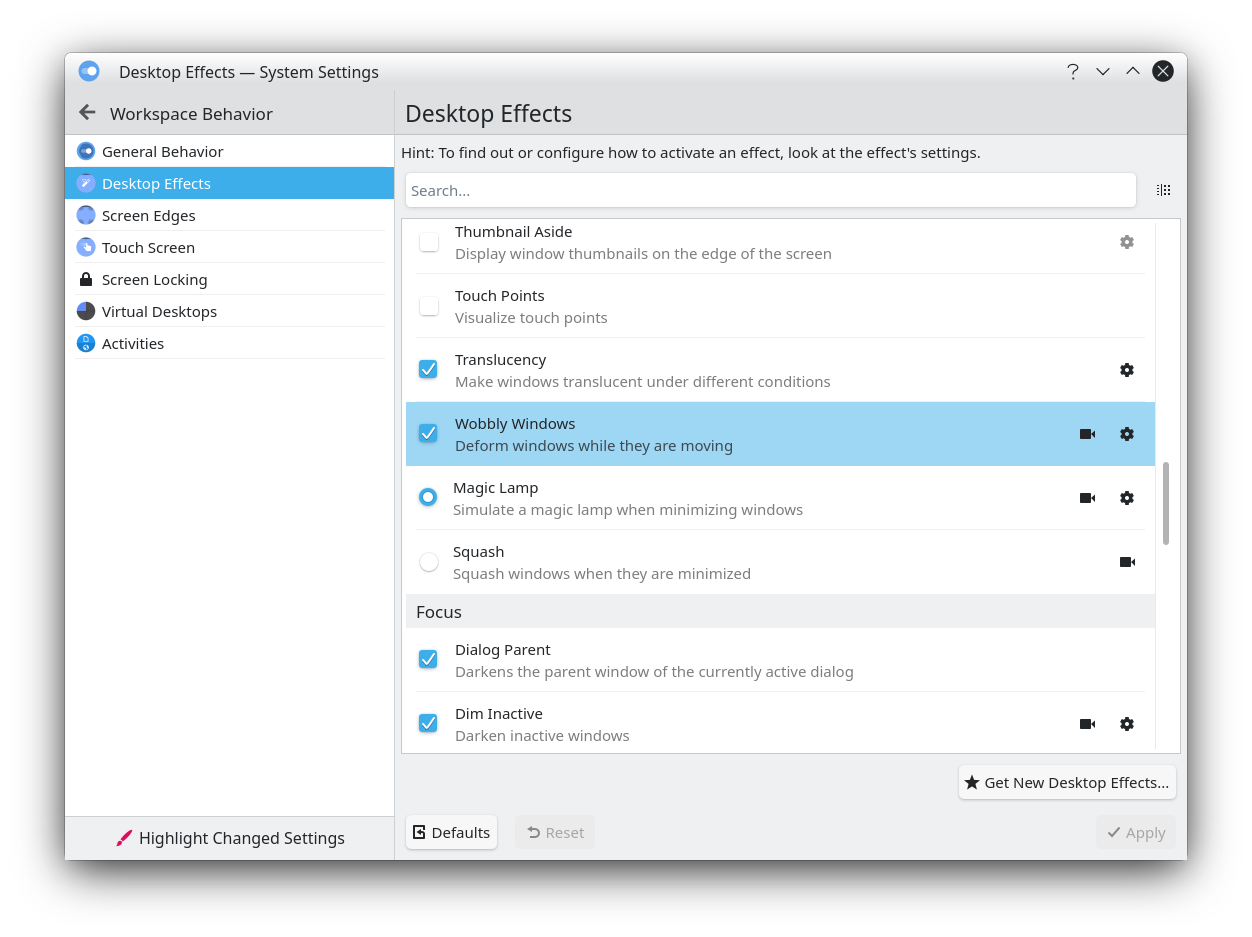 Desktop Effects — System Settings
Workspace Behavior
General Behavior
Desktop Effects
Screen Edges
Touch Screen
Screen Locking
Virtual Desktops
Activities
Highlight Changed Settings
Desktop Effects
Hint: To find out or configure how to activate an effect, look at the effect's settings.
Search...
Thumbnail Aside
Display window thumbnails on the edge of the screen
Touch Points
Visualize touch points
Translucency
Make windows translucent under different conditions
Wobbly Windows
Deform windows while they are moving
Magic Lamp
Simulate a magic lamp when minimizing windows
Squash
Squash windows when they are minimized
Focus
Dialog Parent
Darkens the parent window of the currently active dialog
Dim Inactive
Darken inactive windows
Get New Desktop Effects...
Defaults
Reset
Apply